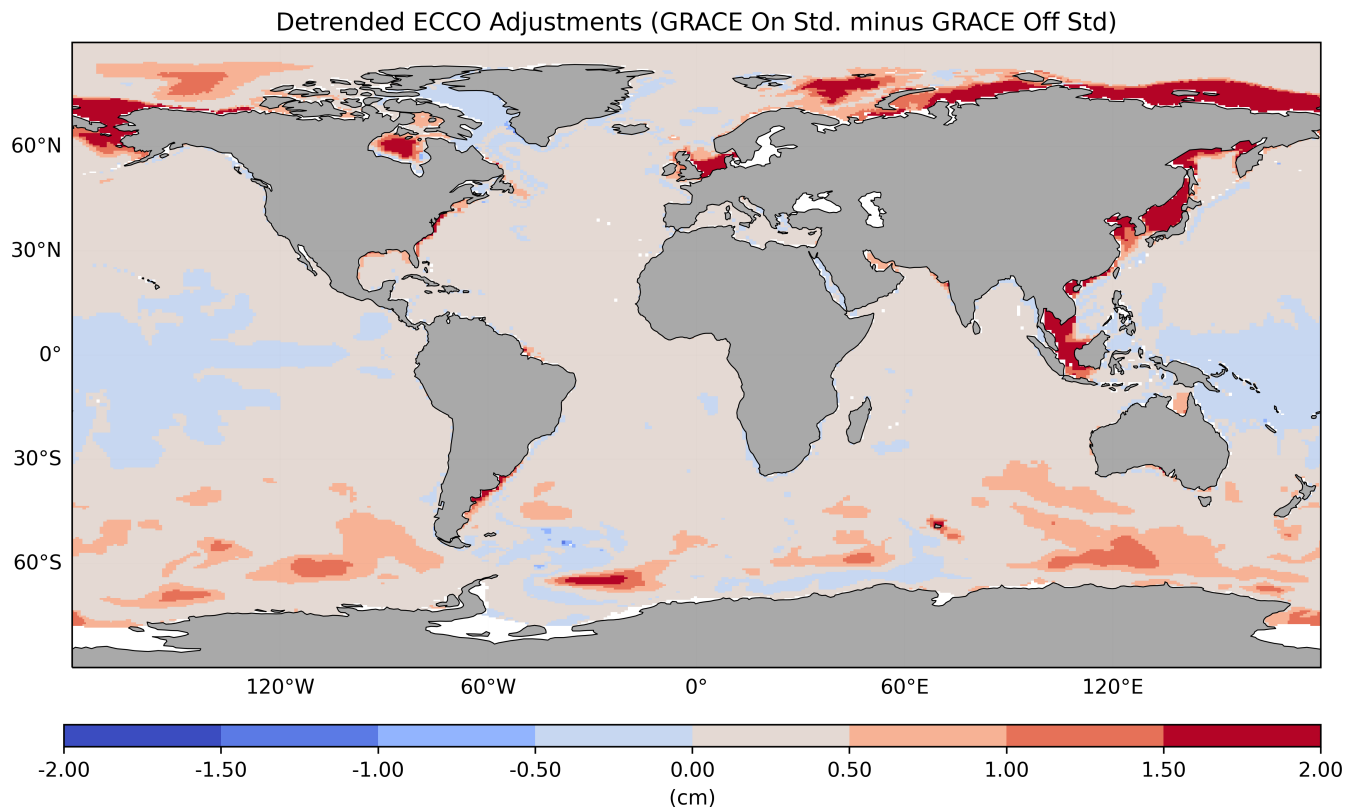 Detrended ECCO Adjustments (GRACE On Std. minus GRACE Off Std)
60°N
30°N
0°
30°S
60°S
120°W 60°W 0° 60°E 120°E
-2.00 -1.50 -1.00 -0.50 0.00 0.50 1.00 1.50 2.00
(cm)